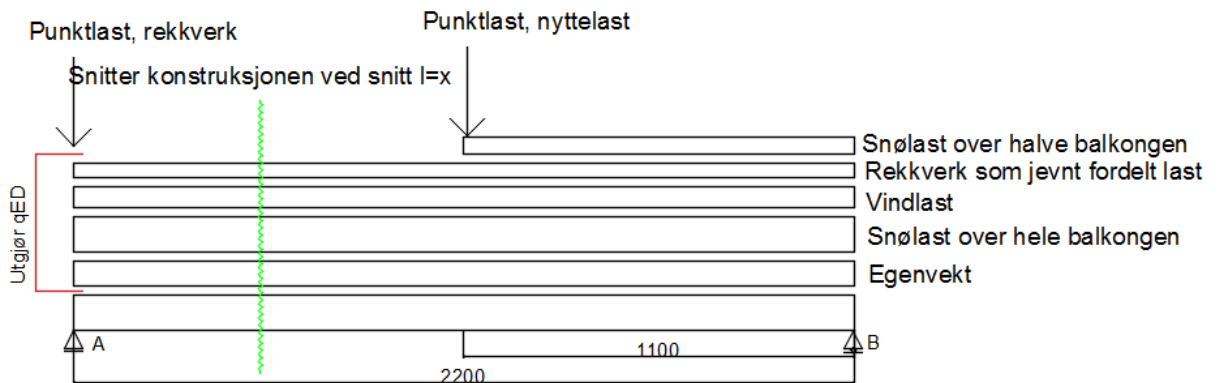 Punktlast, rekkverk
Punktlast, nyttelast
Snitter konstruksjonen ved snitt l=x
Snølast over halve balkongen
Rekkverk som jevnt fordelt last
Vindlast
Snølast over hele balkongen
Egenvekt
Utgjør qED
A
B
1100
2200